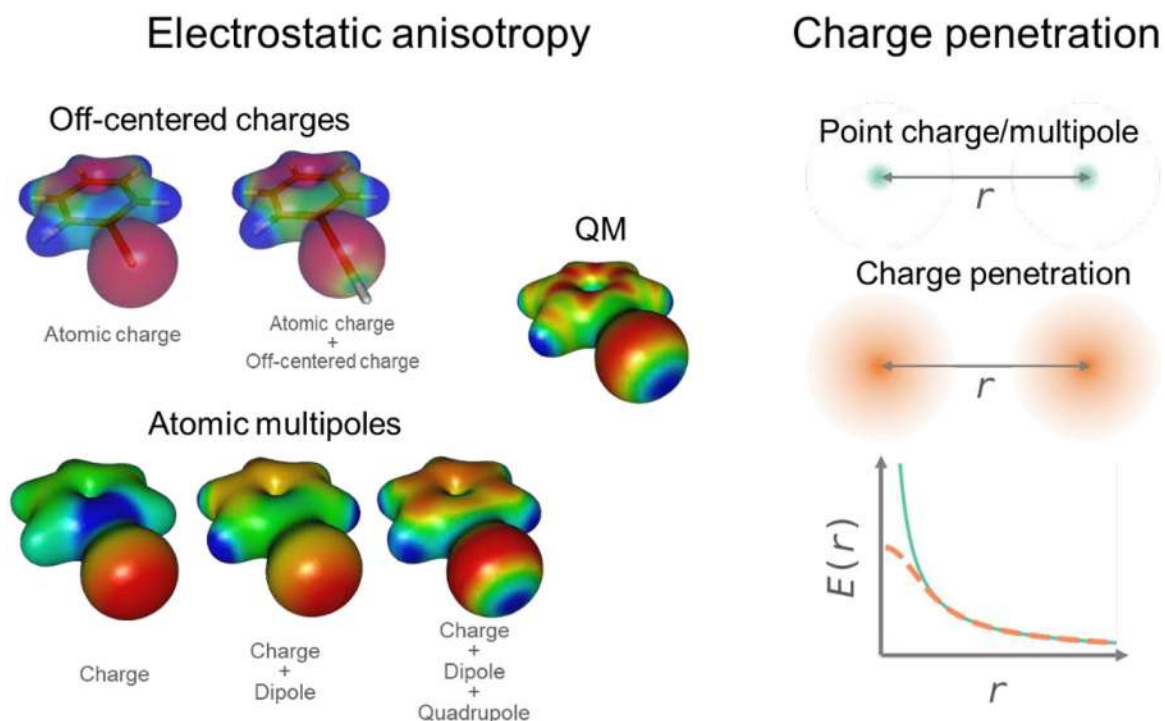 Electrostatic anisotropy
Off-centered charges
Atomic charge
Atomic charge
+
Off-centered charge
QM
Atomic multipoles
Charge
Charge
+
Dipole
Charge
+
Dipole
+
Quadrupole
Charge penetration
Point charge/multipole
r
Charge penetration
r
E(r)
r